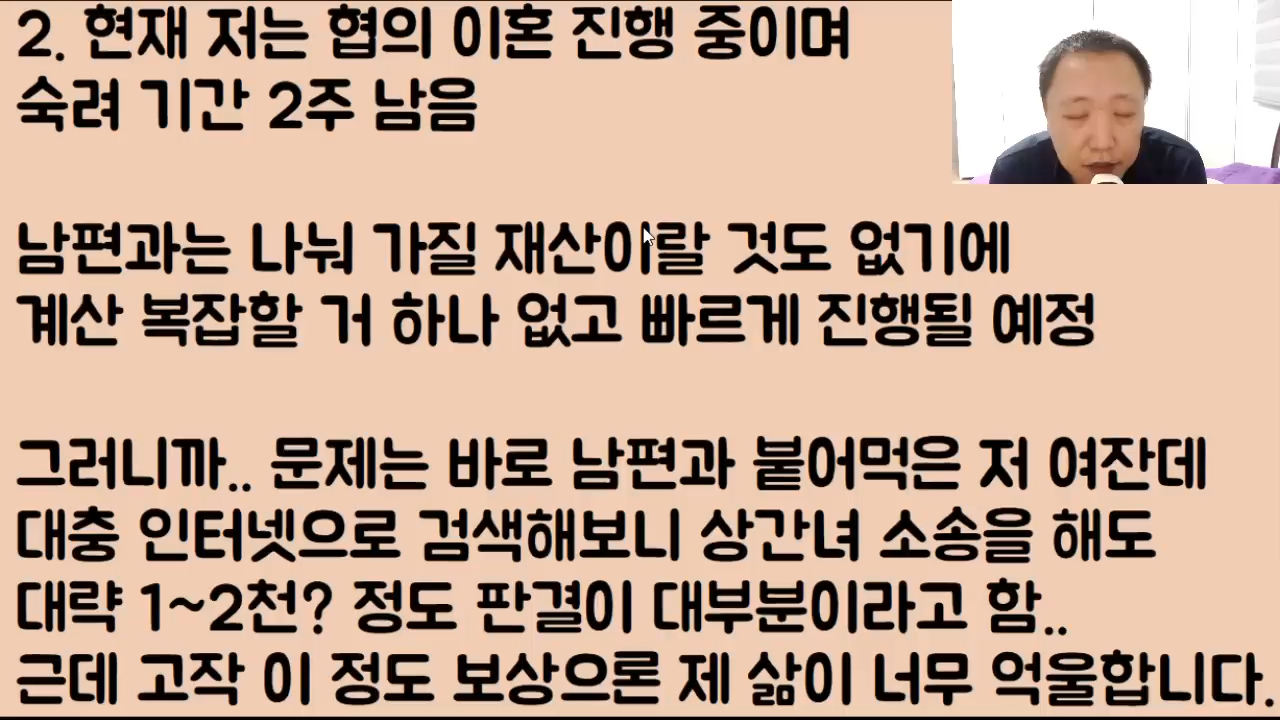 2. 현재 저는 협의 이혼 진행 중이며
숙려 기간 2주 남음
남편과는 나눠 가질 재산이랄 것도 없기에
계산 복잡할 거 하나 없고 빠르게 진행될 예정
그러니까.. 문제는 바로 남편과 붙어먹은 저 여잔데
대충 인터넷으로 검색해보니 상간녀 소송을 해도
대략 1~2천? 정도 판결이 대부분이라고 함..
근데 고작 이 정도 보상으론 제 삶이 너무 억울합니다.